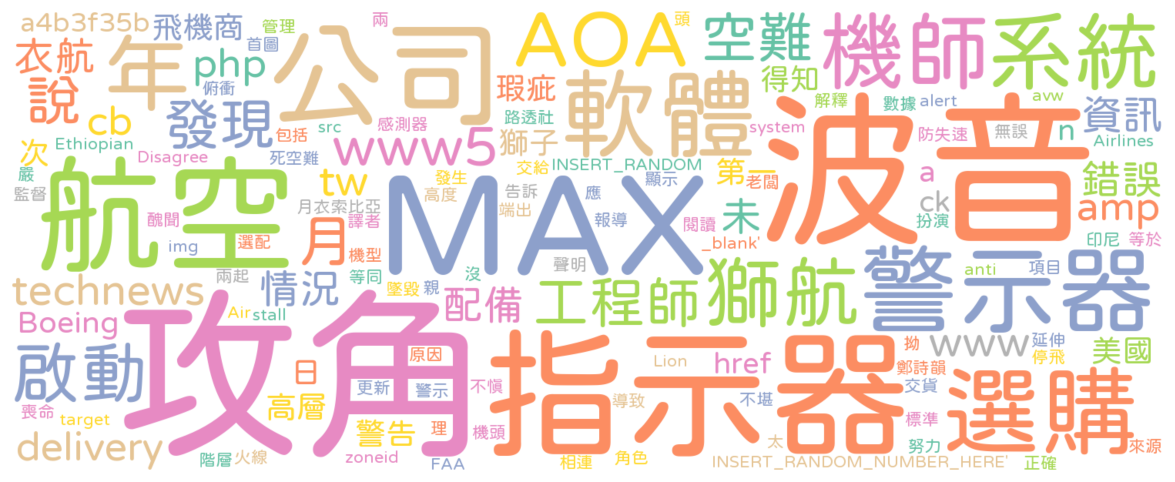 a4b3f35b 飛機商 管理 兩 頭
衣航 年 首圖 公司 AOA 空難 機師 系統
說 php 俯衝 瑕疵 軟體 得知 解釋 數據 alert avw
cb 發現 包括 src 感測器 路透社 獅子 system 防失速 無誤 n 資訊
次 Ethiopian Disagree 死空難 www5 交給 INSERT_RANDOM 第一 波音 Airlines
嚴 監督 航空 tw 發生 高度 告訴 應 顯示 老闆 a 錯誤
醜聞 月 月衣索比亞 譯者 MAX 端出 報導 閱讀 未 ck 扮演 amp
img 選配 機型 _blank' 印尼 等於
technews 兩起 情況 等同 沒 聲明 工程師 獅航 警示器 anti 項目
Boeing Air stall 墜毀 親 配備
啟動 攻角 原因 指示器 Lion href www 拗 延伸 停飛 美國
日 更新 警示 不愼 導致 不堪 鄭詩韻 交貨 選購
喪命 target 高層 警告 理 機頭 標準
delivery 階層 火線 zoneid FAA 相連 角色 太 努力 來源
INSERT_RANDOM_NUMBER_HERE' 正確